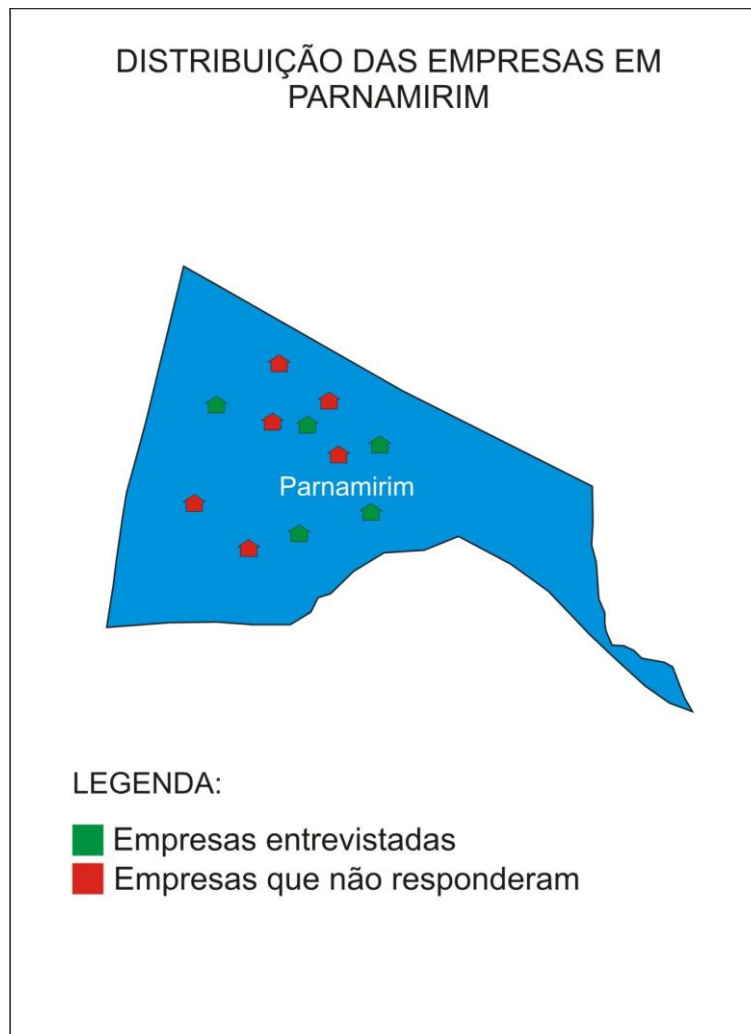 DISTRIBUIÇÃO DAS EMPRESAS EM
PARNAMIRIM
Parnamirim
LEGENDA:
Empresas entrevistadas
Empresas que não responderam